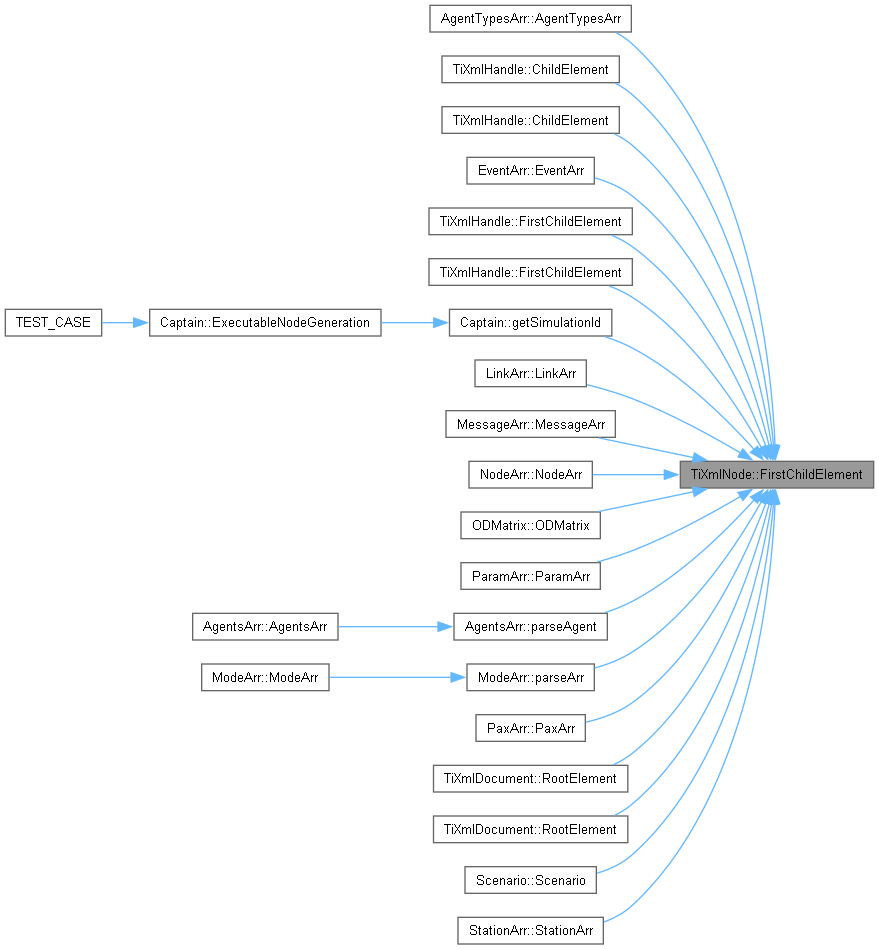 AgentTypesArr::AgentTypesArr
TiXmlHandle::ChildElement
TiXmlHandle::ChildElement
EventArr::EventArr
TiXmlHandle::FirstChildElement
TiXmlHandle::FirstChildElement
TEST_CASE
Captain::ExecutableNodeGeneration
Captain::getSimulationId
LinkArr::LinkArr
MessageArr::MessageArr
TiXmlNode::FirstChildElement
NodeArr::NodeArr
ODMatrix::ODMatrix
ParamArr::ParamArr
AgentsArr::AgentsArr
AgentsArr::parseAgent
ModeArr::ModeArr
ModeArr::parseArr
PaxArr::PaxArr
TiXmlDocument::RootElement
TiXmlDocument::RootElement
Scenario::Scenario
StationArr::StationArr